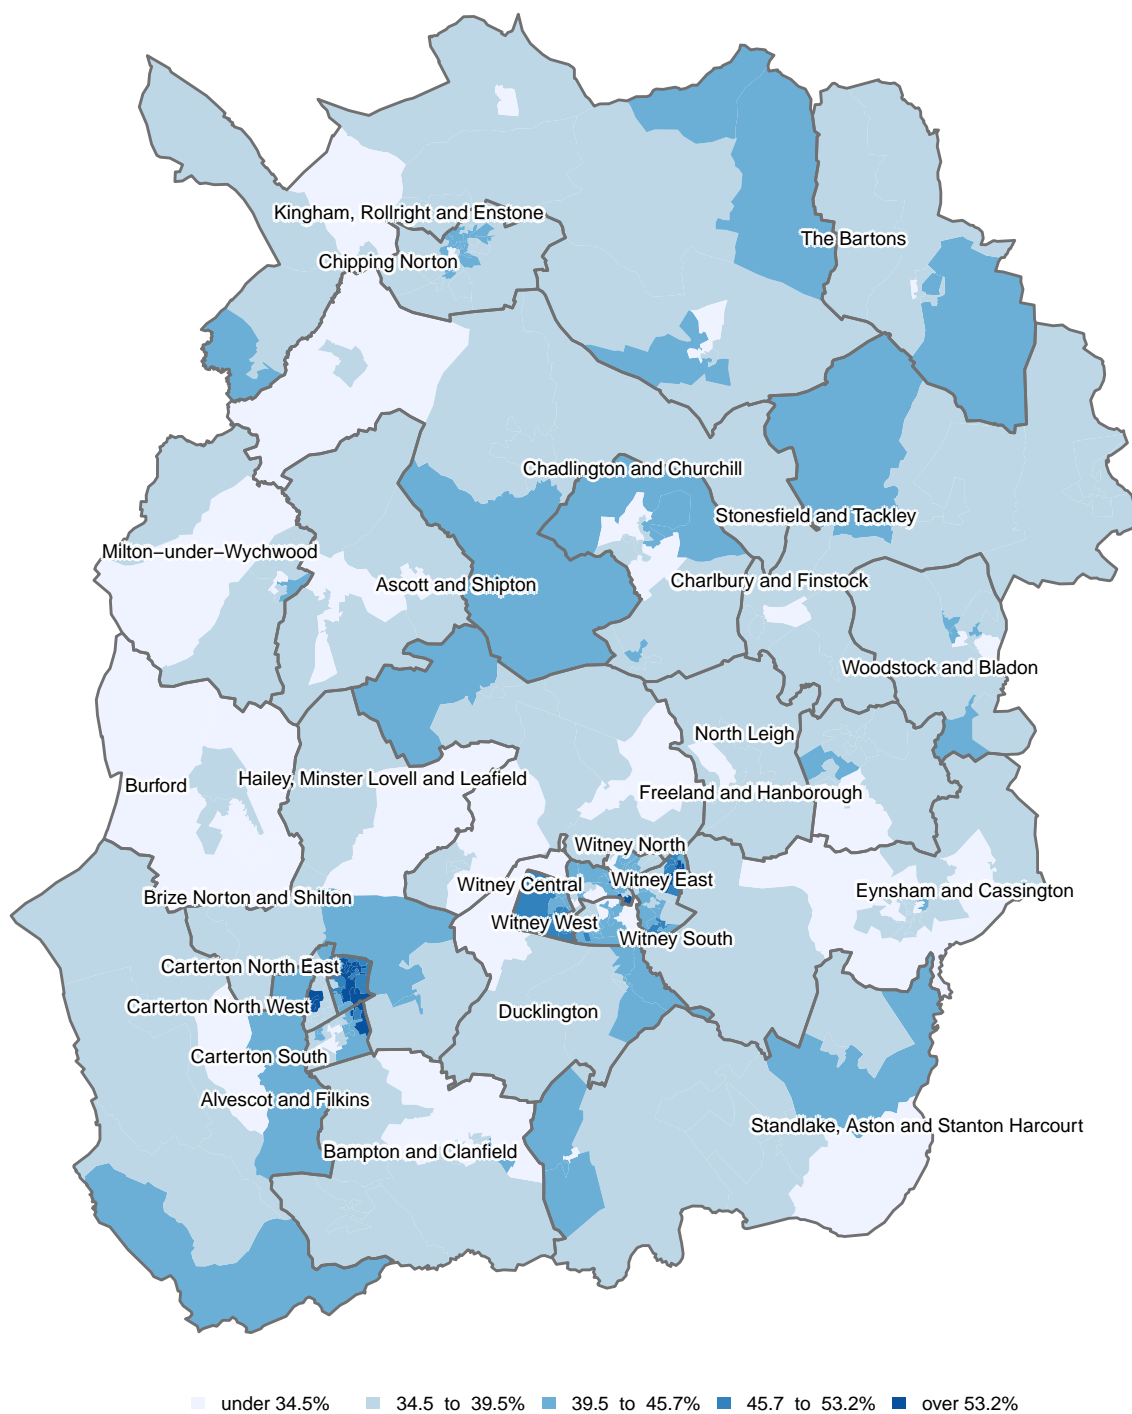 Kingham, Rollright and Enstone
The Bartons
Chipping Norton
Chadlington and Churchill
Stonesfield and Tackley
Milton−under−Wychwood
Ascott and Shipton
Charlbury and Finstock
Woodstock and Bladon
North Leigh
Hailey, Minster Lovell and Leafield
Burford
Freeland and Hanborough
Witney North
Witney East
Witney Central
Eynsham and Cassington
Brize Norton and Shilton
Witney West
Witney South
Carterton North East
Carterton North West
Ducklington
Carterton South
Alvescot and Filkins
Standlake, Aston and Stanton Harcourt
Bampton and Clanfield
under 34.5% 34.5 to 39.5% 39.5 to 45.7% 45.7 to 53.2% over 53.2%